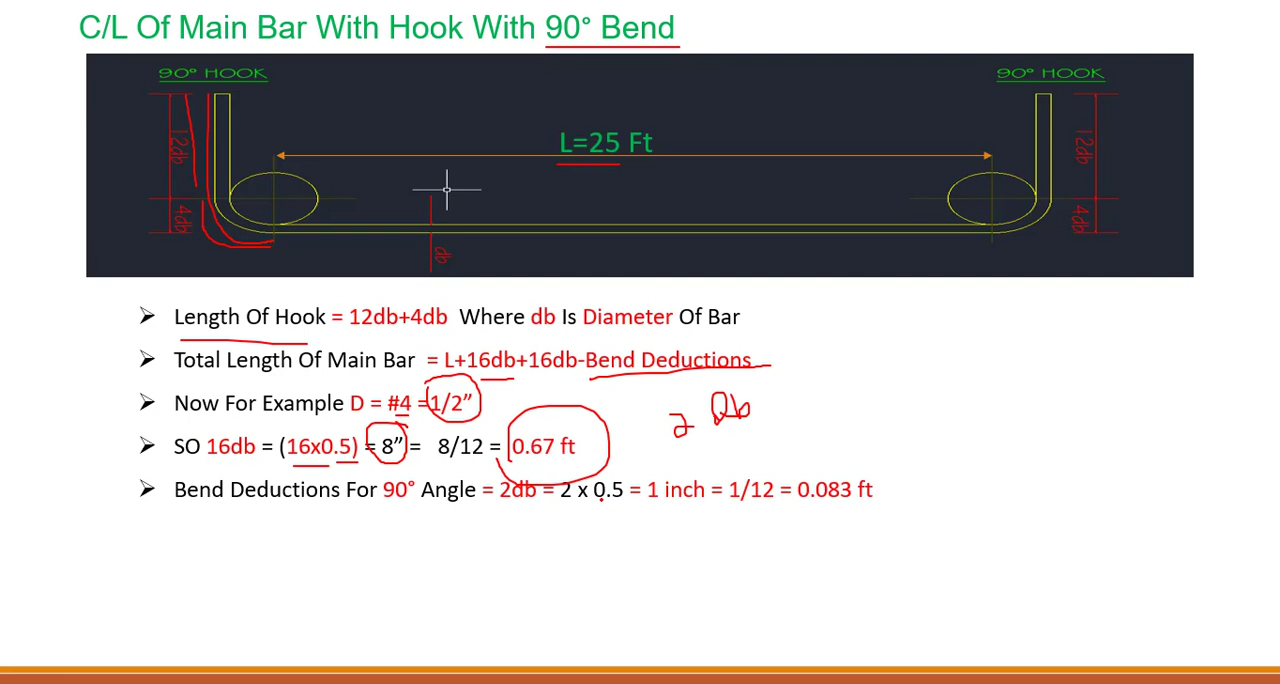 C/L Of Main Bar With Hook With 90° Bend
90° HOOK
90° HOOK
12db
L=25 Ft
12db
4db
4db
db
➢ Length Of Hook = 12db+4db Where db Is Diameter Of Bar
➢ Total Length Of Main Bar = L+16db+16db-Bend Deductions
➢ Now For Example D = #4 =1/2”
2 Db
➢ SO 16db = (16x0.5) = 8” = 8/12 = 0.67 ft
➢ Bend Deductions For 90° Angle = 2db = 2 x 0.5 = 1 inch = 1/12 = 0.083 ft